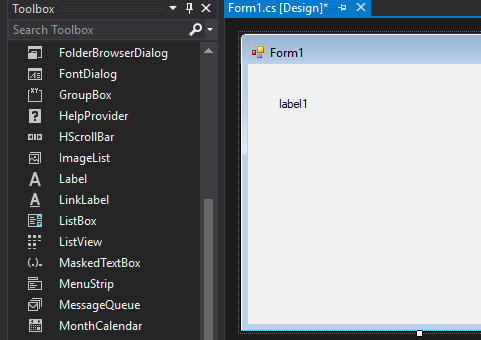 Toolbox
Search Toolbox
FolderBrowserDialog
FontDialog
GroupBox
HelpProvider
HScrollBar
ImageList
Label
LinkLabel
ListBox
ListView
MaskedTextBox
MenuStrip
MessageQueue
MonthCalendar
Form1.cs [Design]*
Form1
label1